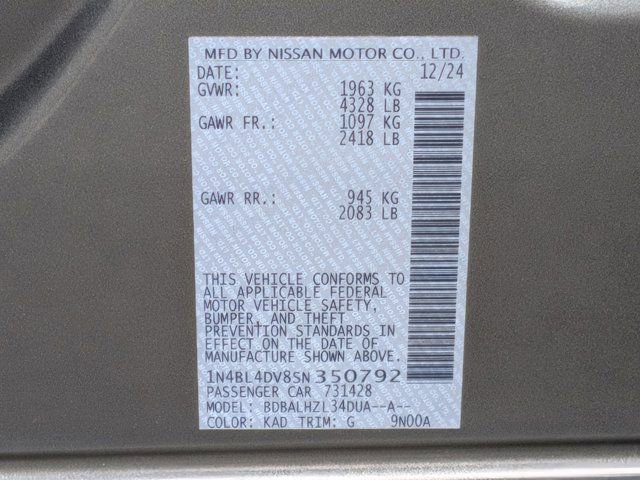 MFD BY NISSAN MOTOR CO., LTD.
DATE: 12/24
GVWR: 1963 KG
4328 LB
GAWR FR.: 1097 KG
2418 LB
GAWR RR.: 945 KG
2083 LB
THIS VEHICLE CONFORMS TO
ALL APPLICABLE FEDERAL
MOTOR VEHICLE SAFETY,
BUMPER, AND THEFT
PREVENTION STANDARDS IN
EFFECT ON THE DATE OF
MANUFACTURE SHOWN ABOVE.
1N4BL4DV8SN350792
PASSENGER CAR 731428
MODEL: BDBALHZL34DUA--A--
COLOR: KAD TRIM: G 9N00A